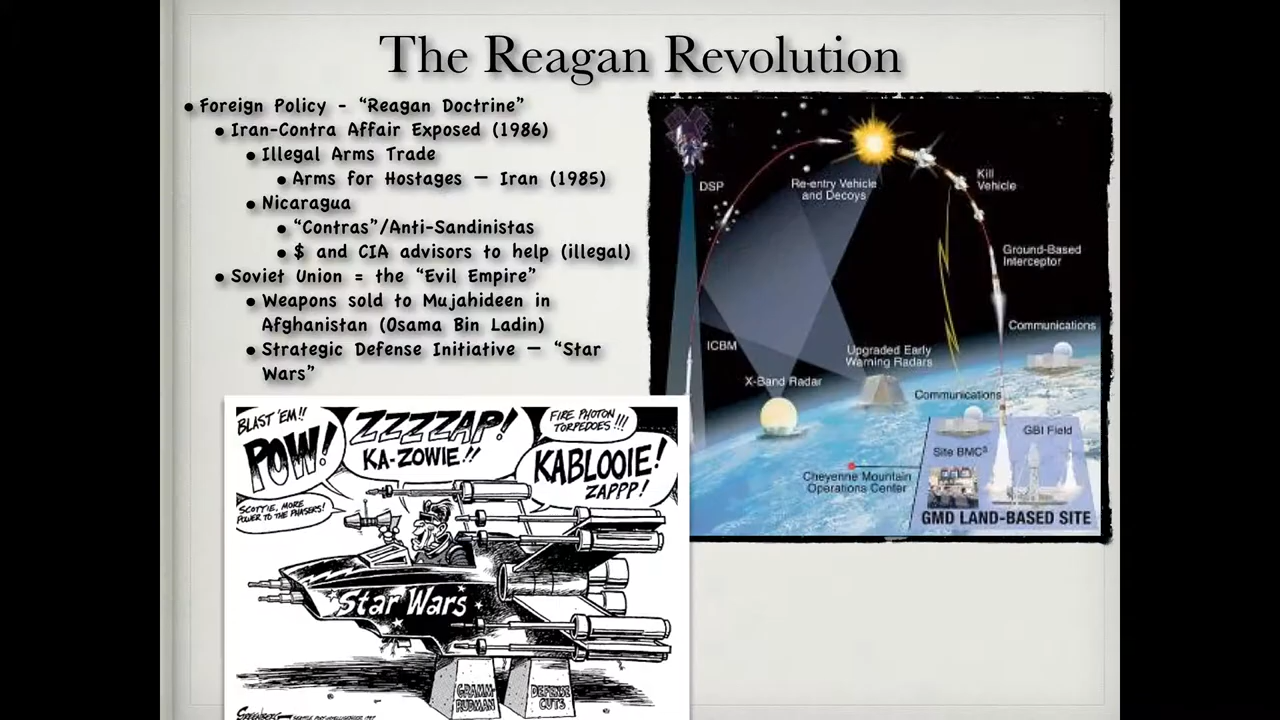 The Reagan Revolution
• Foreign Policy - “Reagan Doctrine”
• Iran-Contra Affair Exposed (1986)
• Illegal Arms Trade
• Arms for Hostages – Iran (1985)
• Nicaragua
• “Contras”/Anti-Sandinistas
• $ and CIA advisors to help (illegal)
• Soviet Union = the “Evil Empire”
• Weapons sold to Mujahideen in
Afghanistan (Osama Bin Ladin)
• Strategic Defense Initiative – “Star
Wars”
DSP
Re-entry Vehicle
and Decoys
Kill
Vehicle
Ground-Based
Interceptor
Communications
ICBM
Upgraded Early
Warning Radars
X-Band Radar
Communications
GBI Field
Site BMC³
Cheyenne Mountain
Operations Center
GMD LAND-BASED SITE
BLAST 'EM!!
POW!
ZZZZAP!
KA-ZOWIE!!
FIRE PHOTON
TORPEDOES!!!
KABLOOIE!
ZAPPP!
SCOTTIE, MORE
POWER TO THE PHASERS!
Star Wars
GRAMM-
RUDMAN
DEFENSE
CUTS